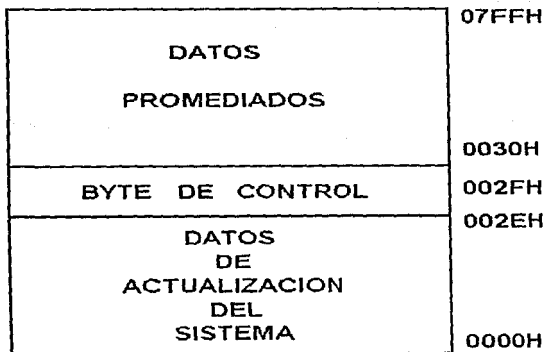 07FFH
DATOS
PROMEDIADOS
0030H
BYTE DE CONTROL 002FH
002EH
DATOS
DE
ACTUALIZACION
DEL
SISTEMA
0000H